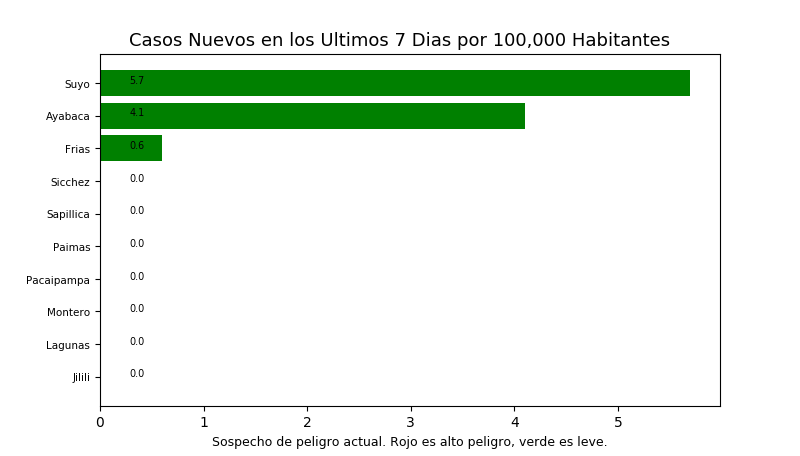 Casos Nuevos en los Ultimos 7 Dias por 100,000 Habitantes
Suyo 5.7
Ayabaca 4.1
Frias 0.6
Sicchez 0.0
Sapillica 0.0
Paimas 0.0
Pacaipampa 0.0
Montero 0.0
Lagunas 0.0
Jilili 0.0
0 1 2 3 4 5
Sospecho de peligro actual. Rojo es alto peligro, verde es leve.